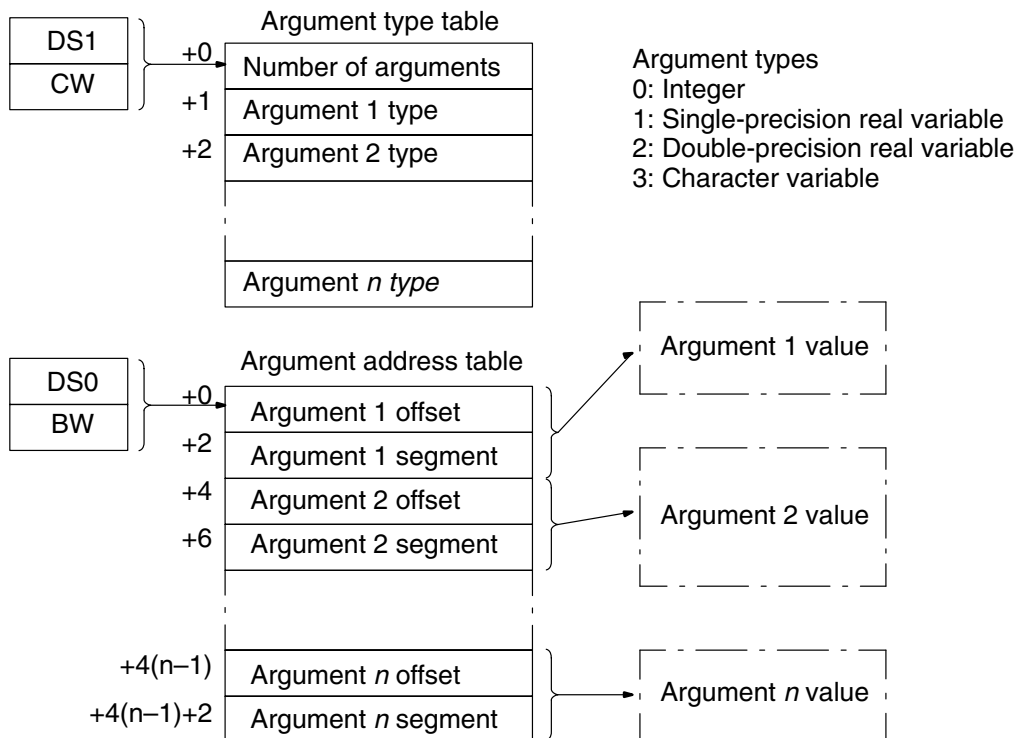 Argument type table
DS1
CW
+0
Number of arguments
+1
Argument 1 type
+2
Argument 2 type
Argument n type
Argument types
0: Integer
1: Single-precision real variable
2: Double-precision real variable
3: Character variable
Argument address table
DS0
BW
+0
Argument 1 offset
+2
Argument 1 segment
+4
Argument 2 offset
+6
Argument 2 segment
+4(n–1)
Argument n offset
+4(n–1)+2
Argument n segment
Argument 1 value
Argument 2 value
Argument n value